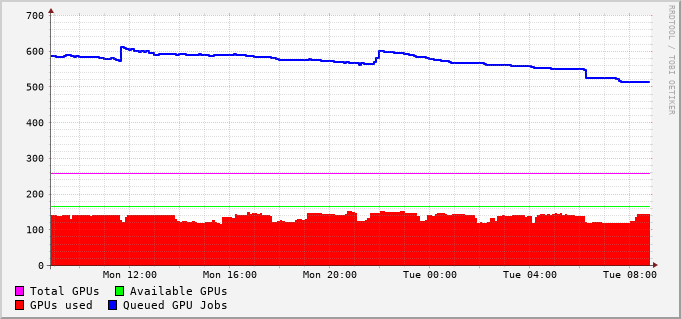 700
600
500
400
300
200
100
0
Mon 12:00 Mon 16:00 Mon 20:00 Tue 00:00 Tue 04:00 Tue 08:00
Total GPUs Available GPUs
GPUs used Queued GPU Jobs
RRDTOOL / TOBI OETIKER